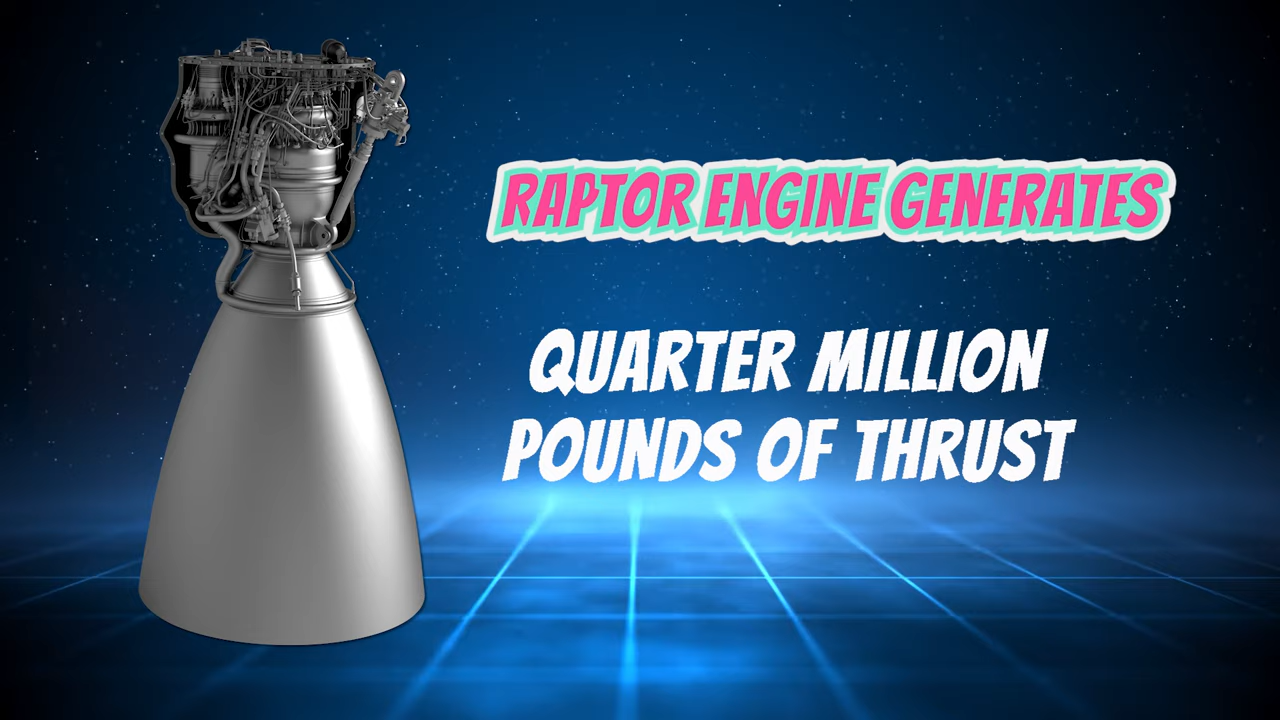 RAPTOR ENGINE GENERATES
QUARTER MILLION
POUNDS OF THRUST